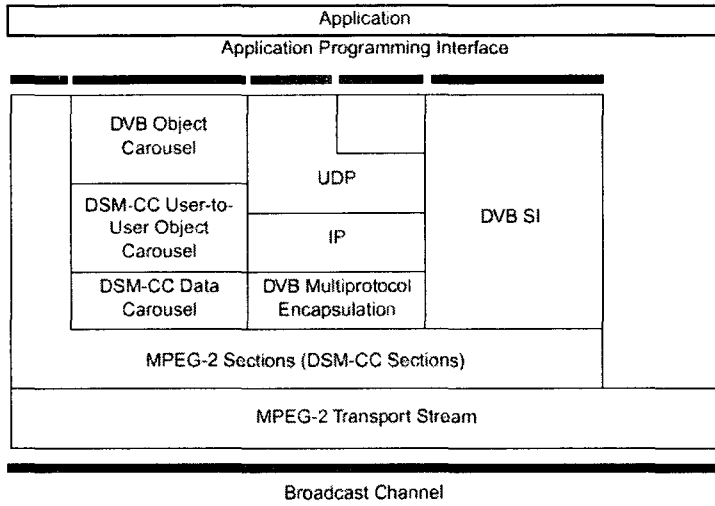 Application
Application Programming Interface
DVB Object
Carousel
DSM-CC User-to-
User Object
Carousel
DSM-CC Data
Carousel
UDP
IP
DVB Multiprotocol
Encapsulation
DVB SI
MPEG-2 Sections (DSM-CC Sections)
MPEG-2 Transport Stream
Broadcast Channel